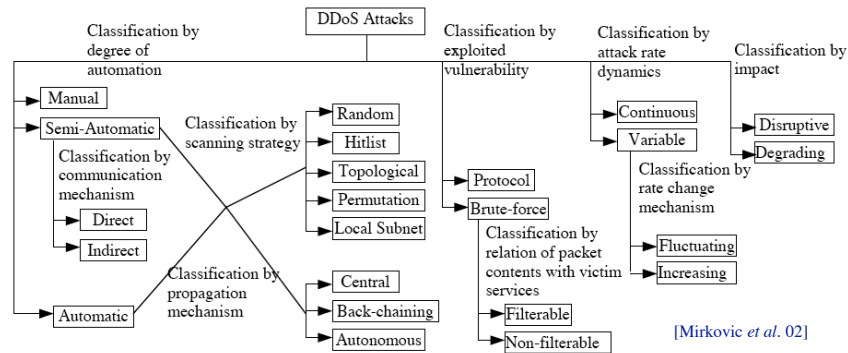 DDoS Attacks
Classification by
degree of
automation
Manual
Semi-Automatic
Classification by
communication
mechanism
Direct
Indirect
Automatic
Classification by
scanning strategy
Random
Hitlist
Topological
Permutation
Local Subnet
Classification by
propagation
mechanism
Central
Back-chaining
Autonomous
Classification by
exploited
vulnerability
Protocol
Brute-force
Classification by
relation of packet
contents with victim
services
Filterable
Non-filterable
Classification by
attack rate
dynamics
Continuous
Variable
Classification by
rate change
mechanism
Fluctuating
Increasing
Classification by
impact
Disruptive
Degrading
[Mirkovic et al. 02]